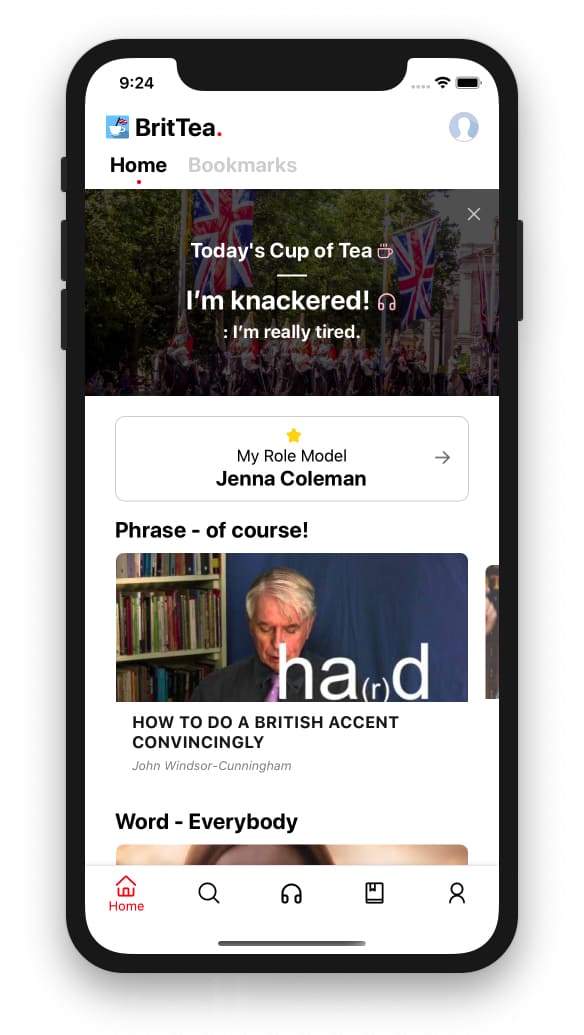 9:24
BritTea.
Home Bookmarks
Today's Cup of Tea
I'm knackered!
: I'm really tired.
My Role Model
Jenna Coleman
Phrase - of course!
ha(r)d
HOW TO DO A BRITISH ACCENT
CONVINCINGLY
John Windsor-Cunningham
Word - Everybody
Home